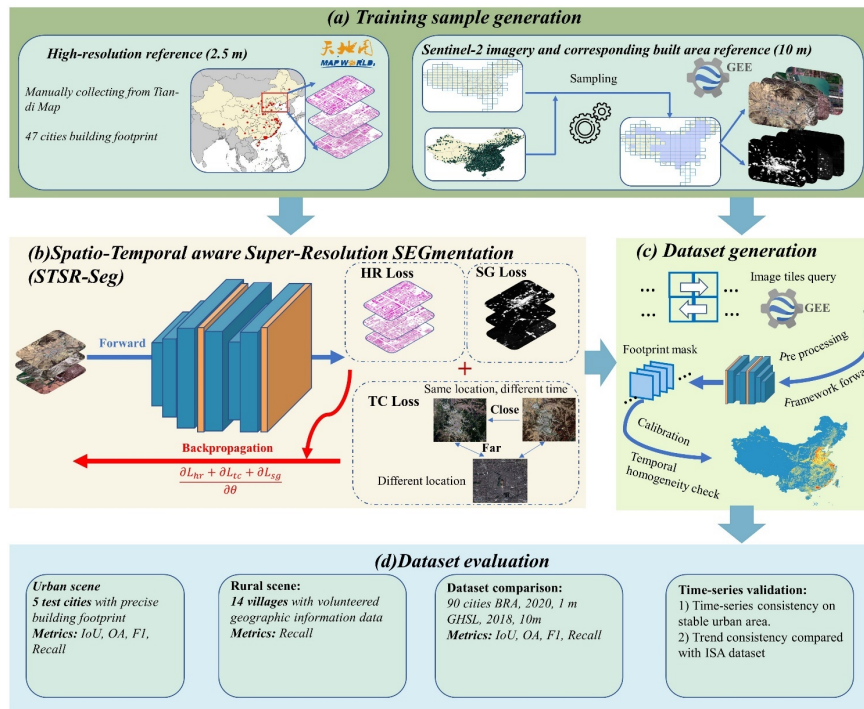 (a) Training sample generation
High-resolution reference (2.5 m)
天地图
MAP WORLD
Manually collecting from Tian-
di Map
47 cities building footprint
Sentinel-2 imagery and corresponding built area reference (10 m)
Sampling
GEE
(b)Spatio-Temporal aware Super-Resolution SEGmentation
(STSR-Seg)
HR Loss
SG Loss
Forward
+
TC Loss
Same location, different time
Close
Far
Different location
Backpropagation
∂L_hr + ∂L_tc + ∂L_sg
∂θ
(c) Dataset generation
Image tiles query
... ...
... ...
GEE
Footprint mask
Pre processing
...
...
Framework forward
Calibration
Temporal
homogeneity check
(d)Dataset evaluation
Urban scene
5 test cities with precise
building footprint
Metrics: IoU, OA, F1,
Recall
Rural scene:
14 villages with volunteered
geographic information data
Metrics: Recall
Dataset comparison:
90 cities BRA, 2020, 1 m
GHSL, 2018, 10m
Metrics: IoU, OA, F1, Recall
Time-series validation:
1) Time-series consistency on
stable urban area.
2) Trend consistency compared
with ISA dataset